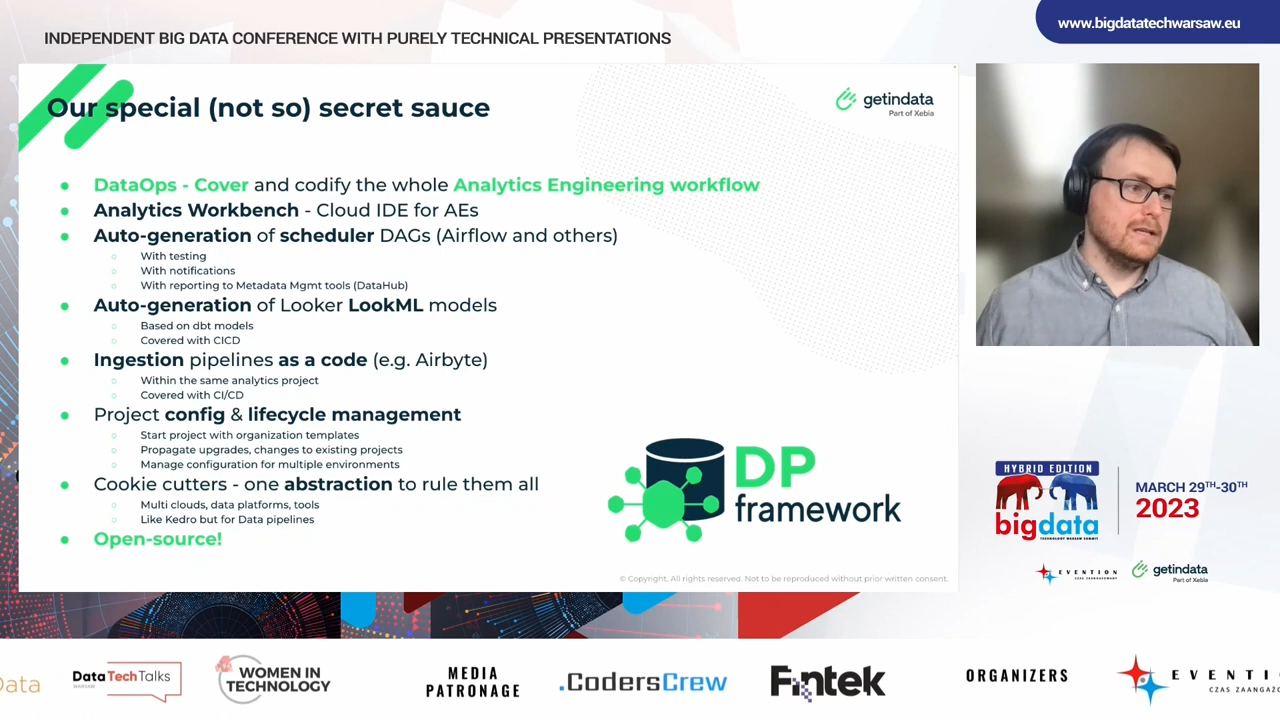 INDEPENDENT BIG DATA CONFERENCE WITH PURELY TECHNICAL PRESENTATIONS
www.bigdatatechwarsaw.eu
Our special (not so) secret sauce
getindata
Part of Xebia
DataOps - Cover and codify the whole Analytics Engineering workflow
Analytics Workbench - Cloud IDE for AEs
Auto-generation of scheduler DAGs (Airflow and others)
With testing
With notifications
With reporting to Metadata Mgmt tools (DataHub)
Auto-generation of Looker LookML models
Based on dbt models
Covered with CICD
Ingestion pipelines as a code (e.g. Airbyte)
Within the same analytics project
Covered with CI/CD
Project config & lifecycle management
Start project with organization templates
Propagate upgrades, changes to existing projects
Manage configuration for multiple environments
Cookie cutters - one abstraction to rule them all
Multi clouds, data platforms, tools
Like Kedro but for Data pipelines
Open-source!
DP
framework
© Copyright. All rights reserved. Not to be reproduced without prior written consent.
HYBRID EDITION
bigdata
TECHNOLOGY WARSAW SUMMIT
MARCH 29TH-30TH
2023
EVENTION
CZAS ZAANGAŻOWANY
getindata
Part of Xebia
Data
DataTechTalks
WARSAW
WOMEN IN
TECHNOLOGY
MEDIA
PATRONAGE
.CodersCrew
Fintek
ORGANIZERS
EVENTI
CZAS ZAANGAŻO